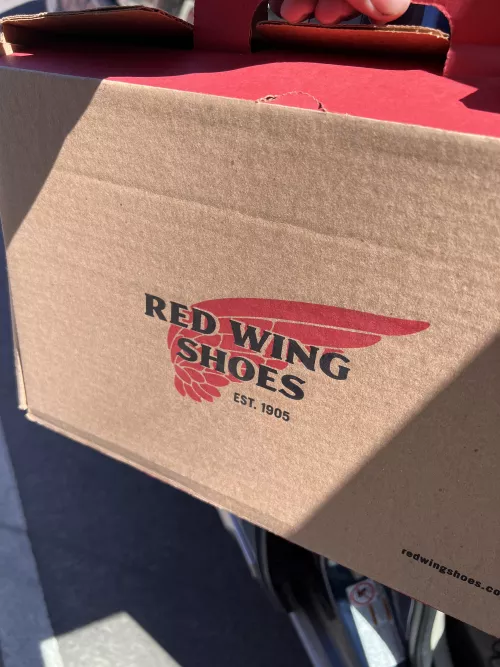 RED WING
SHOES
EST. 1905
redwingshoes.co